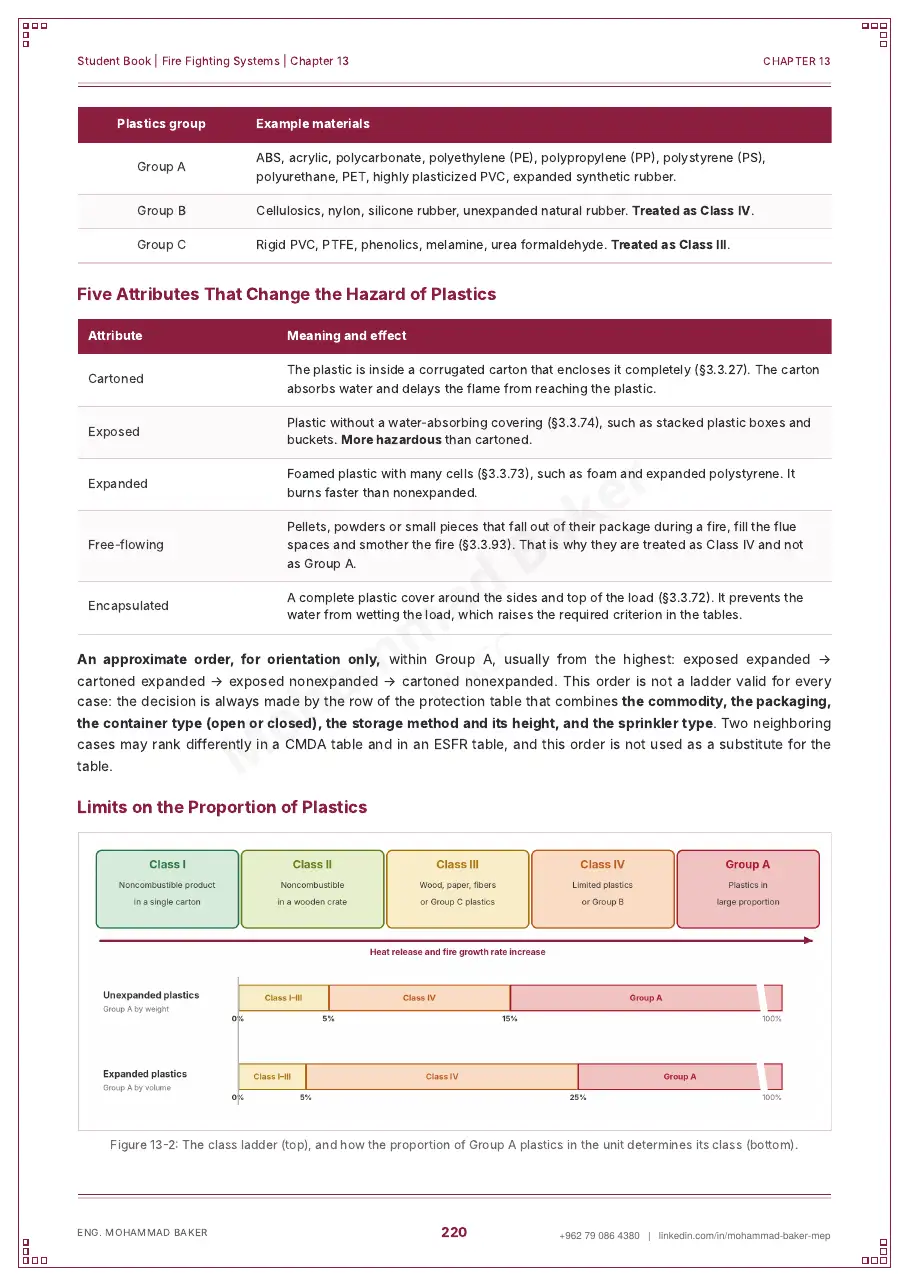 Student Book | Fire Fighting Systems | Chapter 13
CHAPTER 13
Plastics group
Example materials
Group A
ABS, acrylic, polycarbonate, polyethylene (PE), polypropylene (PP), polystyrene (PS),
polyurethane, PET, highly plasticized PVC, expanded synthetic rubber.
Group B
Cellulosics, nylon, silicone rubber, unexpanded natural rubber. Treated as Class IV.
Group C
Rigid PVC, PTFE, phenolics, melamine, urea formaldehyde. Treated as Class III.
Five Attributes That Change the Hazard of Plastics
Attribute
Meaning and effect
Cartoned
The plastic is inside a corrugated carton that encloses it completely (§3.3.27). The carton
absorbs water and delays the flame from reaching the plastic.
Exposed
Plastic without a water-absorbing covering (§3.3.74), such as stacked plastic boxes and
buckets. More hazardous than cartoned.
Expanded
Foamed plastic with many cells (§3.3.73), such as foam and expanded polystyrene. It
burns faster than nonexpanded.
Free-flowing
Pellets, powders or small pieces that fall out of their package during a fire, fill the flue
spaces and smother the fire (§3.3.93). That is why they are treated as Class IV and not
as Group A.
Encapsulated
A complete plastic cover around the sides and top of the load (§3.3.72). It prevents the
water from wetting the load, which raises the required criterion in the tables.
An approximate order, for orientation only, within Group A, usually from the highest: exposed expanded →
cartoned expanded → exposed nonexpanded → cartoned nonexpanded. This order is not a ladder valid for every
case: the decision is always made by the row of the protection table that combines the commodity, the packaging,
the container type (open or closed), the storage method and its height, and the sprinkler type. Two neighboring
cases may rank differently in a CMDA table and in an ESFR table, and this order is not used as a substitute for the
table.
Limits on the Proportion of Plastics
Class I
Noncombustible product
in a single carton
Class II
Noncombustible
in a wooden crate
Class III
Wood, paper, fibers
or Group C plastics
Class IV
Limited plastics
or Group B
Group A
Plastics in
large proportion
Heat release and fire growth rate increase
Unexpanded plastics
Group A by weight
Class I–III
Class IV
Group A
0%
5%
15%
100%
Expanded plastics
Group A by volume
Class I–III
Class IV
Group A
0%
5%
25%
100%
Figure 13-2: The class ladder (top), and how the proportion of Group A plastics in the unit determines its class (bottom).
Mohammad Baker
ENG. MOHAMMAD BAKER
220
+962 79 086 4380 | linkedin.com/in/mohammad-baker-mep